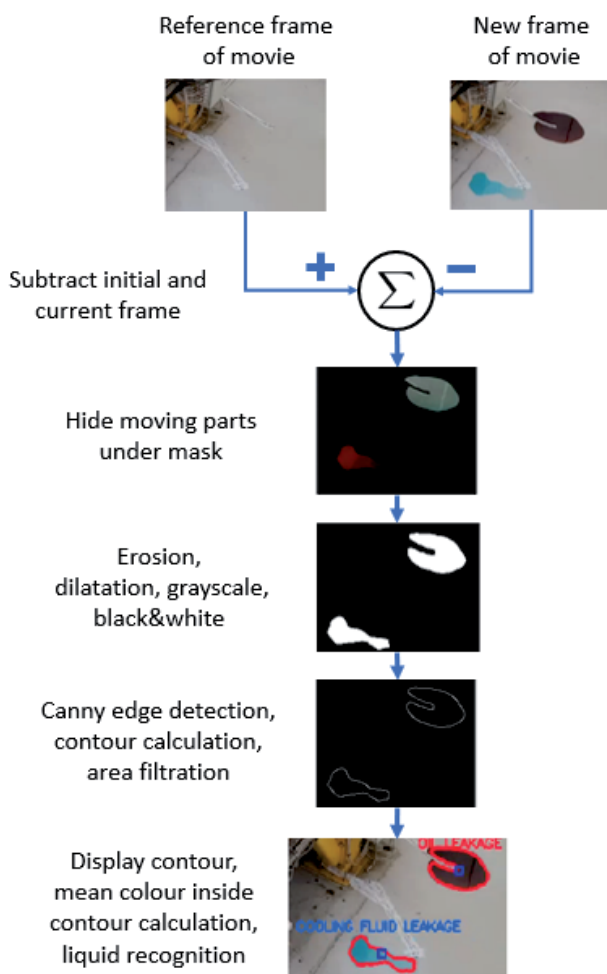 Reference frame
of movie
New frame
of movie
+
−
Subtract initial and
current frame
Σ
Hide moving parts
under mask
Erosion,
dilatation, grayscale,
black&white
Canny edge detection,
contour calculation,
area filtration
Display contour,
mean colour inside
contour calculation,
liquid recognition
OIL LEAKAGE
COOLING FLUID LEAKAGE